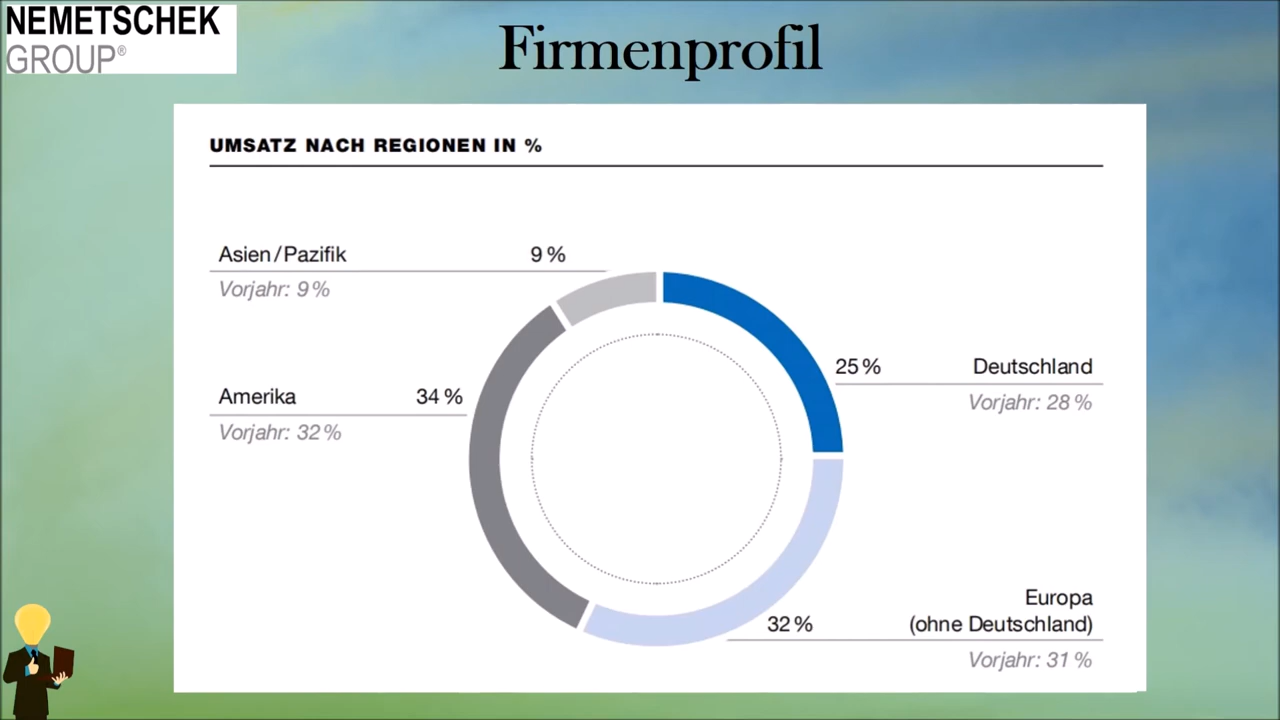 NEMETSCHEK
GROUP®
Firmenprofil
UMSATZ NACH REGIONEN IN %
Asien/Pazifik 9 %
Vorjahr: 9 %
25 % Deutschland
Vorjahr: 28 %
Amerika 34 %
Vorjahr: 32 %
Europa
32 % (ohne Deutschland)
Vorjahr: 31 %